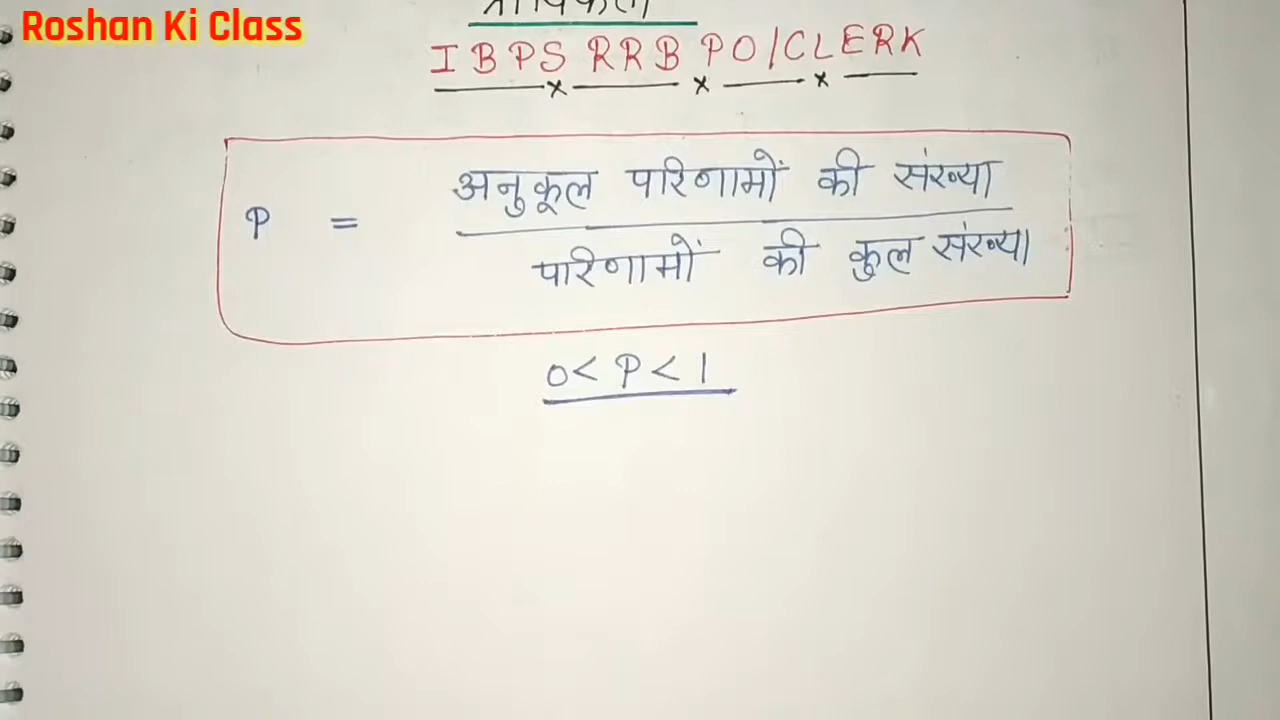 Roshan Ki Class
IBPS RRB PO/CLERK
अनुकूल परिणामों की संख्या
P =
परिणामों की कुल संख्या
0 < P < 1